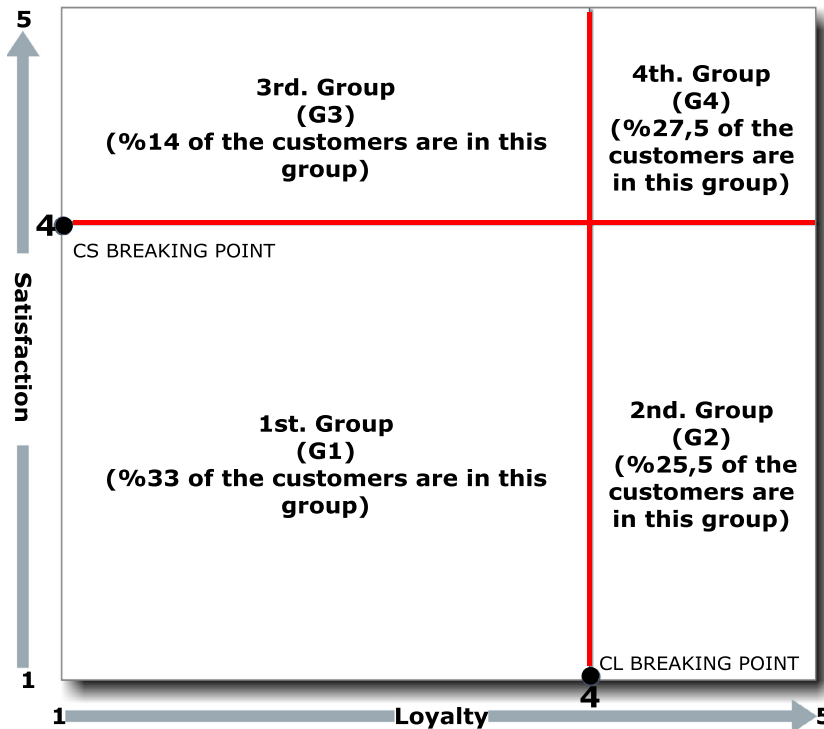 5
3rd. Group
(G3)
(%14 of the customers are in this
group)
4th. Group
(G4)
(%27,5 of the
customers are
in this group)
4
CS BREAKING POINT
Satisfaction
1st. Group
(G1)
(%33 of the customers are in this
group)
2nd. Group
(G2)
(%25,5 of the
customers are
in this group)
1
CL BREAKING POINT
4
1
Loyalty
5